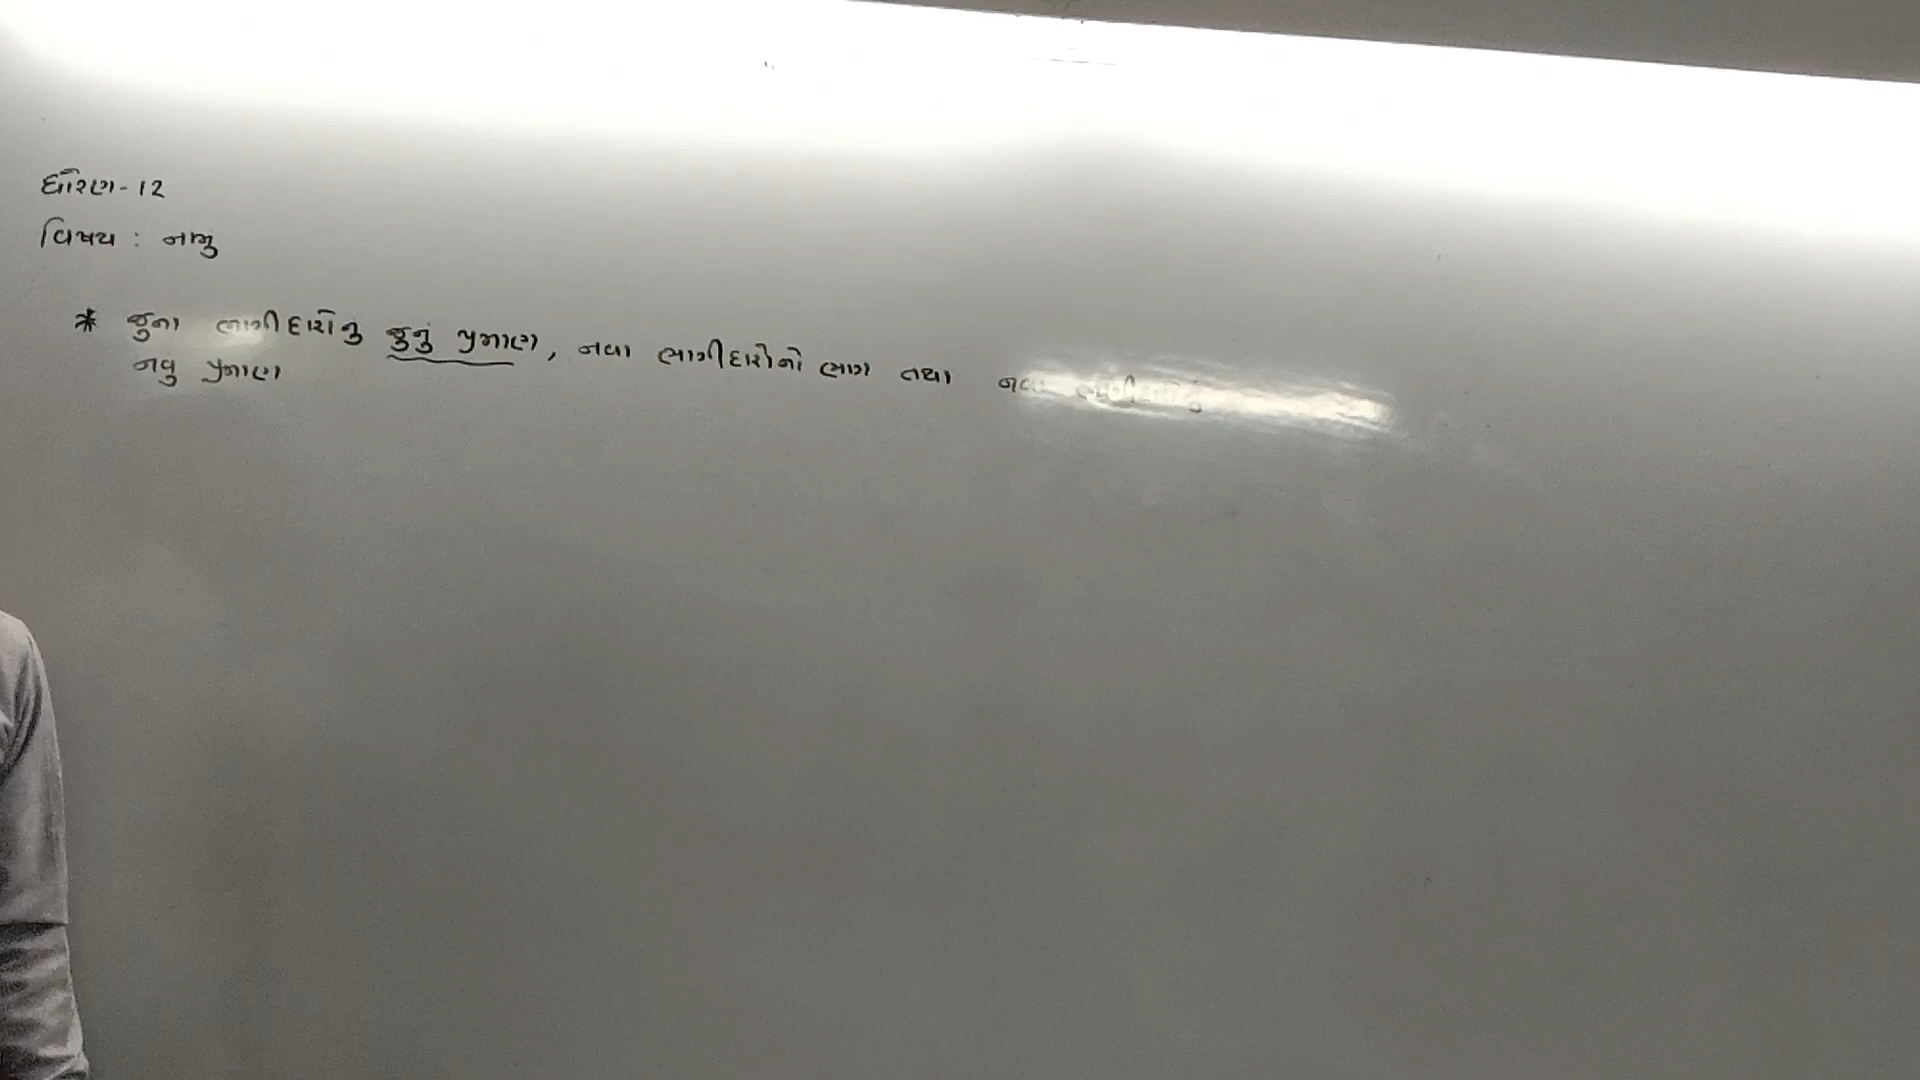 ધોરણ-12
વિષય : નામુ
* જુના ભાગીદારોનુ જુનું પ્રમાણ, નવા ભાગીદારોનો ભાગ તથા નવા ભાગીદારોનું
નવુ પ્રમાણ